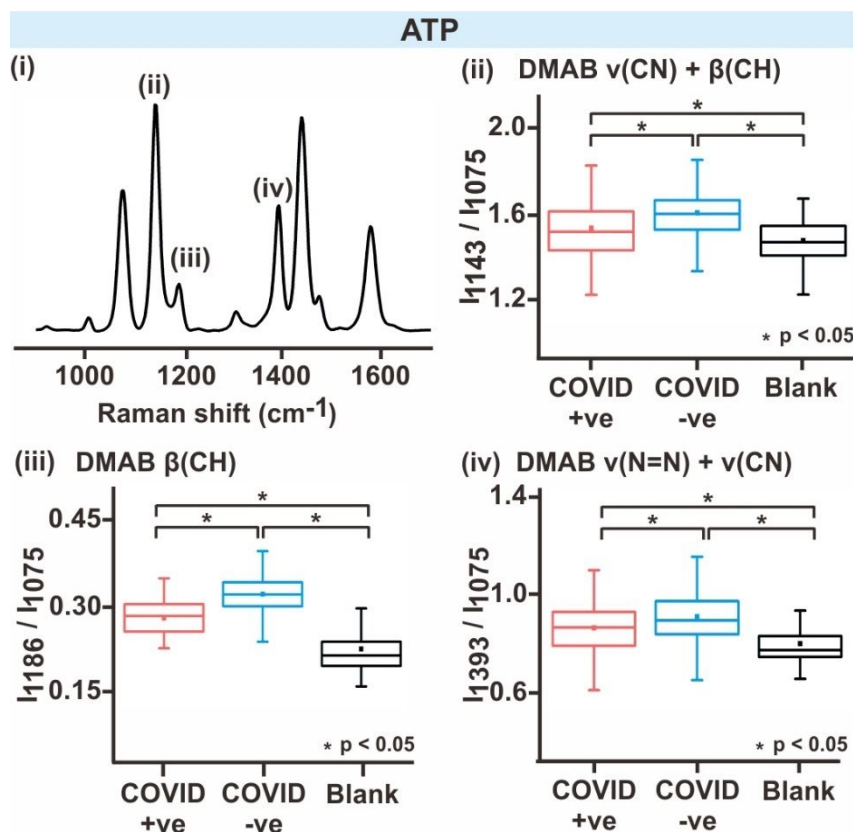 ATP
(i)
(ii)
(iii)
(iv)
1000
1200
1400
1600
Raman shift (cm-1)
(ii) DMAB ν(CN) + β(CH)
I1143 / I1075
2.0
1.6
1.2
*
*
*
* p < 0.05
COVID
+ve
COVID
-ve
Blank
(iii) DMAB β(CH)
I1186 / I1075
0.45
0.30
0.15
*
*
*
* p < 0.05
COVID
+ve
COVID
-ve
Blank
(iv) DMAB ν(N=N) + ν(CN)
I1393 / I1075
1.4
1.0
0.6
*
*
*
* p < 0.05
COVID
+ve
COVID
-ve
Blank